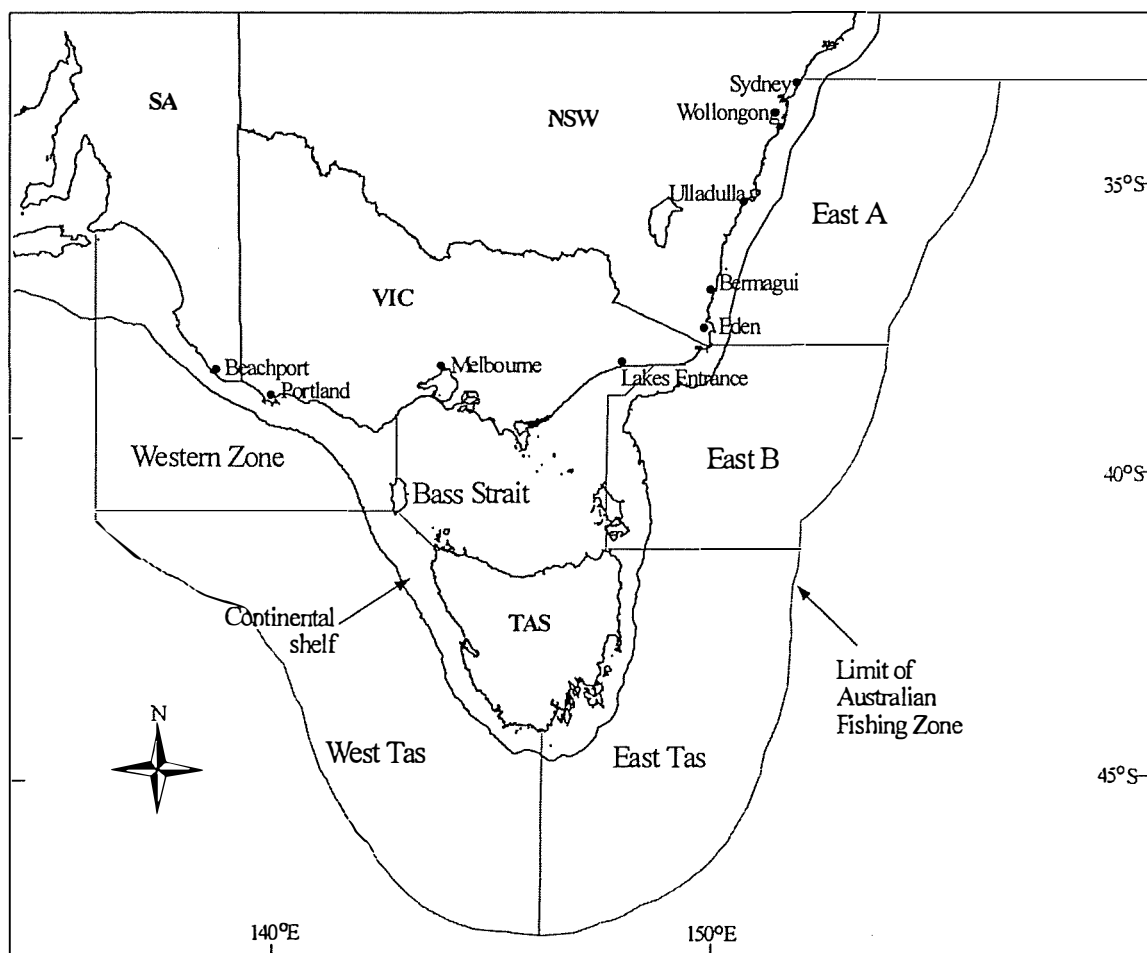 Sydney
SA
Wollongong
NSW
35°S
Ulladulla
East A
Bermagui
VIC
Eden
Beachport
Melbourne
Lakes Entrance
Portland
Western Zone
East B
40°S
Bass Strait
Continental
shelf
TAS
Limit of
Australian
Fishing Zone
N
West Tas
East Tas
45°S
140°E
150°E